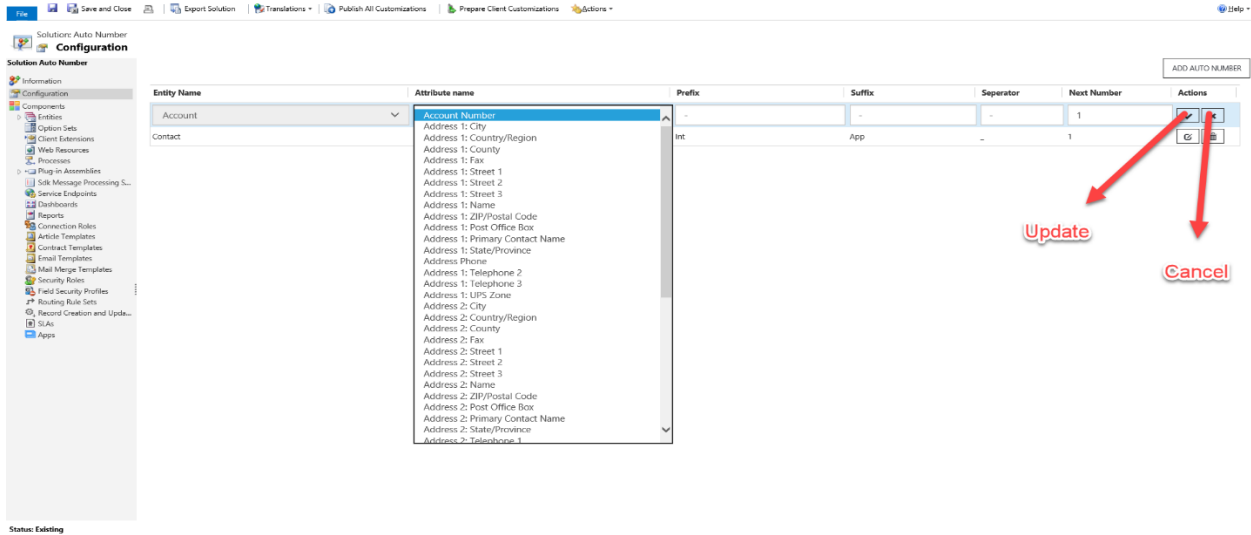 File Save and Close Export Solution Translations Publish All Customizations Prepare Client Customizations Actions Help
Solution: Auto Number
Configuration
Solution Auto Number
Information
Configuration
Components
Entities
Option Sets
Client Extensions
Web Resources
Processes
Plug-in Assemblies
Sdk Message Processing S...
Service Endpoints
Dashboards
Reports
Connection Roles
Article Templates
Contract Templates
Email Templates
Mail Merge Templates
Security Roles
Field Security Profiles
Routing Rule Sets
Record Creation and Upda...
SLAs
Apps
ADD AUTO NUMBER
Entity Name Attribute name Prefix Suffix Seperator Next Number Actions
Account Account Number - - - 1
Contact Int App _ 1
Address 1: City
Address 1: Country/Region
Address 1: County
Address 1: Fax
Address 1: Street 1
Address 1: Street 2
Address 1: Street 3
Address 1: Name
Address 1: ZIP/Postal Code
Address 1: Post Office Box
Address 1: Primary Contact Name
Address 1: State/Province
Address Phone
Address 1: Telephone 2
Address 1: Telephone 3
Address 1: UPS Zone
Address 2: City
Address 2: Country/Region
Address 2: County
Address 2: Fax
Address 2: Street 1
Address 2: Street 2
Address 2: Street 3
Address 2: Name
Address 2: ZIP/Postal Code
Address 2: Post Office Box
Address 2: Primary Contact Name
Address 2: State/Province
Address 2: Telephone 1
Update
Cancel
Status: Existing